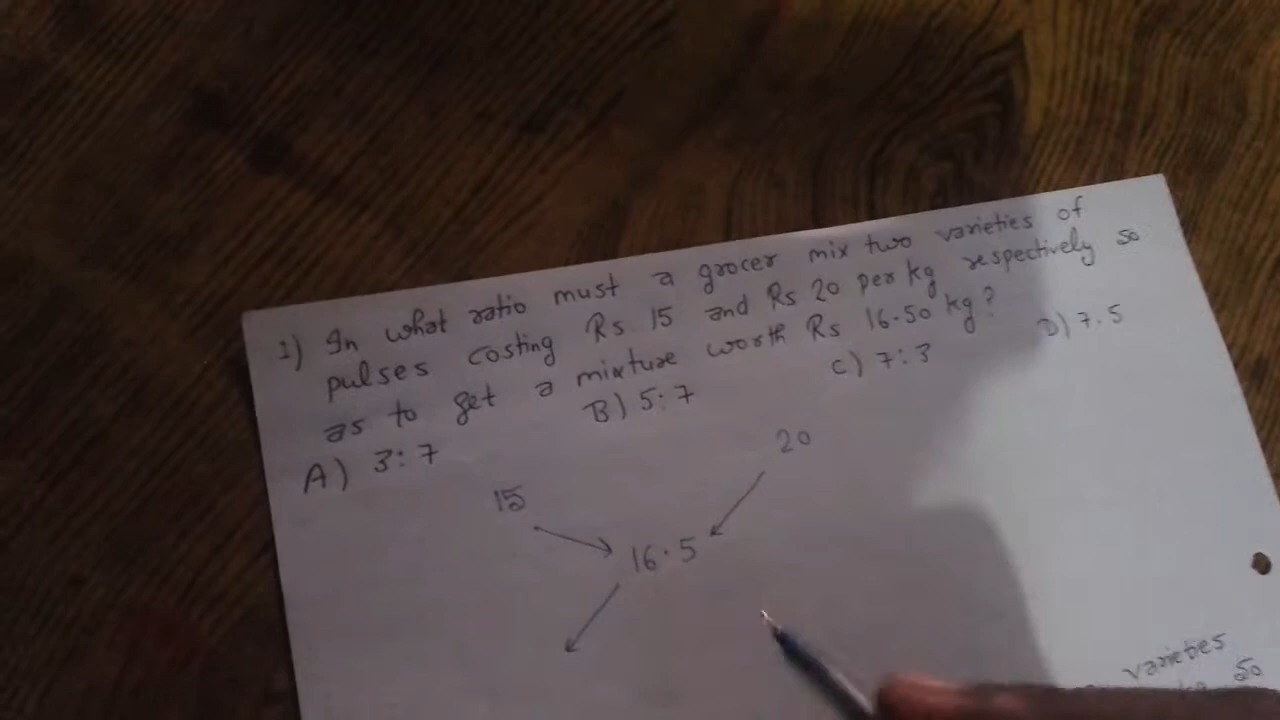 1) In what ratio must a grocer mix two varieties of
pulses costing Rs 15 and Rs 20 per kg respectively so
as to get a mixture worth Rs 16.50 kg?
A) 3:7 B) 5:7 C) 7:3 D) 7.5
15 20
16.5
varieties
so